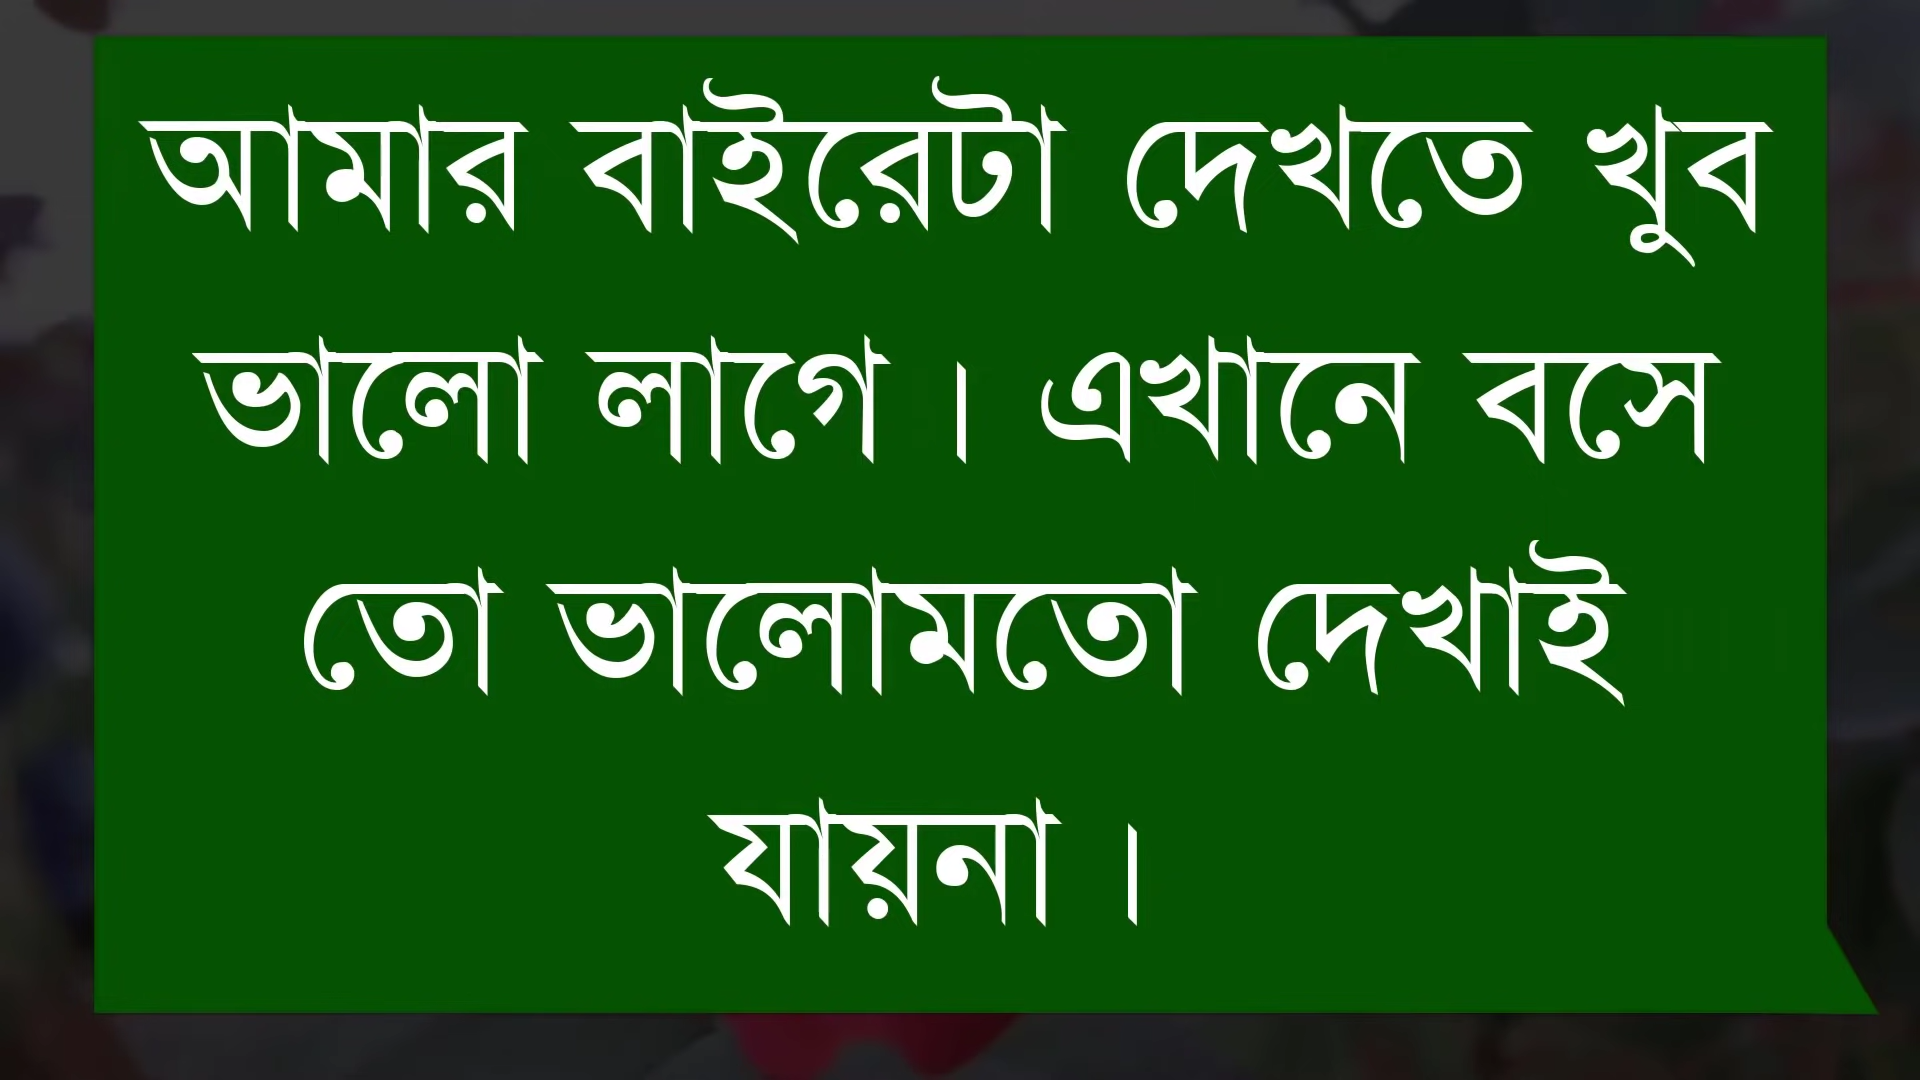 আমার বাইরেটা দেখতে খুব
ভালো লাগে । এখানে বসে
তো ভালোমতো দেখাই
যায়না ।